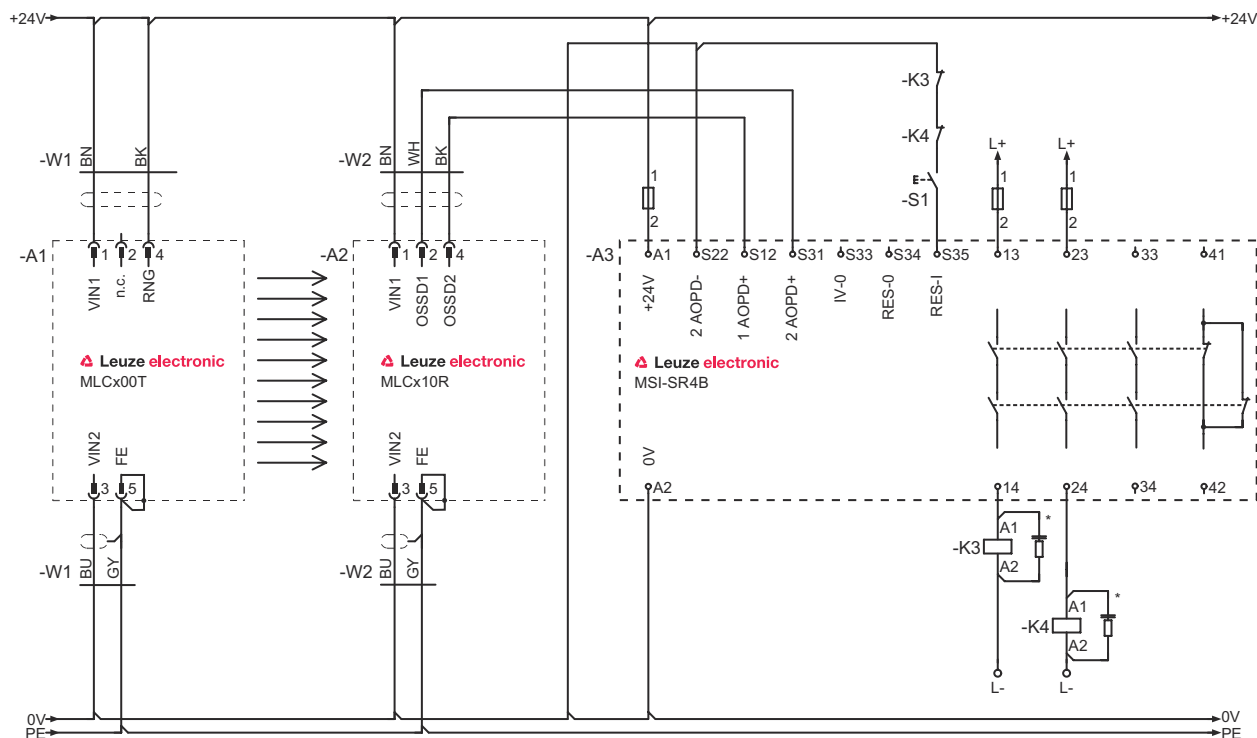 +24V +24V
-K3
-W1 BN BK -W2 BN WH BK -K4
L+ L+
1 -S1 1 1
2 2 2
-A1 1 2 4 -A2 1 2 4 -A3 A1 S22 S12 S31 S33 S34 S35 13 23 33 41
VIN1 n.c. RNG VIN1 OSSD1 OSSD2 +24V 2 AOPD- 1 AOPD+ 2 AOPD+ IV-0 RES-0 RES-I
Leuze electronic Leuze electronic Leuze electronic
MLCx00T MLCx10R MSI-SR4B
VIN2 FE VIN2 FE 0V
3 5 3 5 A2 14 24 34 42
A1 *
-K3
A2
-W1 BU GY -W2 BU GY
A1 *
-K4
A2
L- L-
0V 0V
PE PE